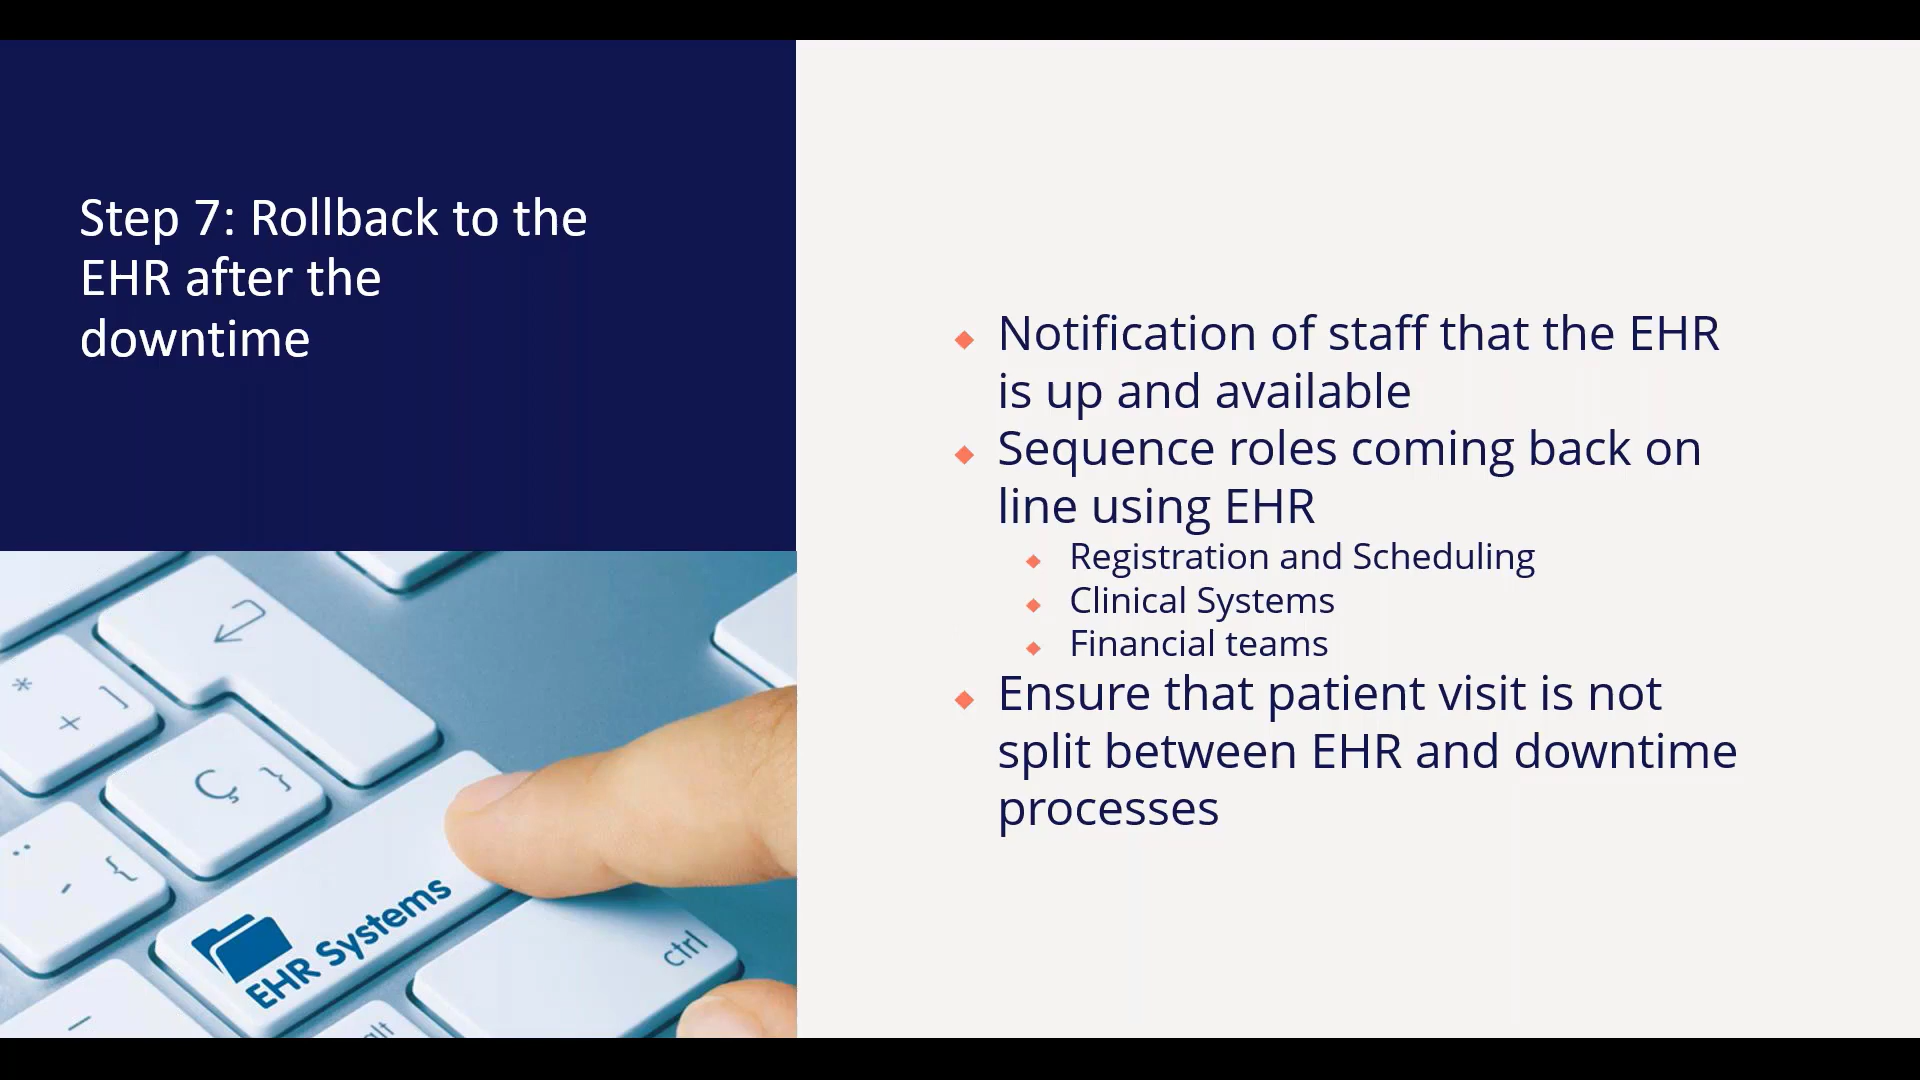 Step 7: Rollback to the
EHR after the
downtime
Notification of staff that the EHR
is up and available
Sequence roles coming back on
line using EHR
Registration and Scheduling
Clinical Systems
Financial teams
Ensure that patient visit is not
split between EHR and downtime
processes
* ]
+
Ç }
¨ {
-
EHR Systems
ctrl
alt